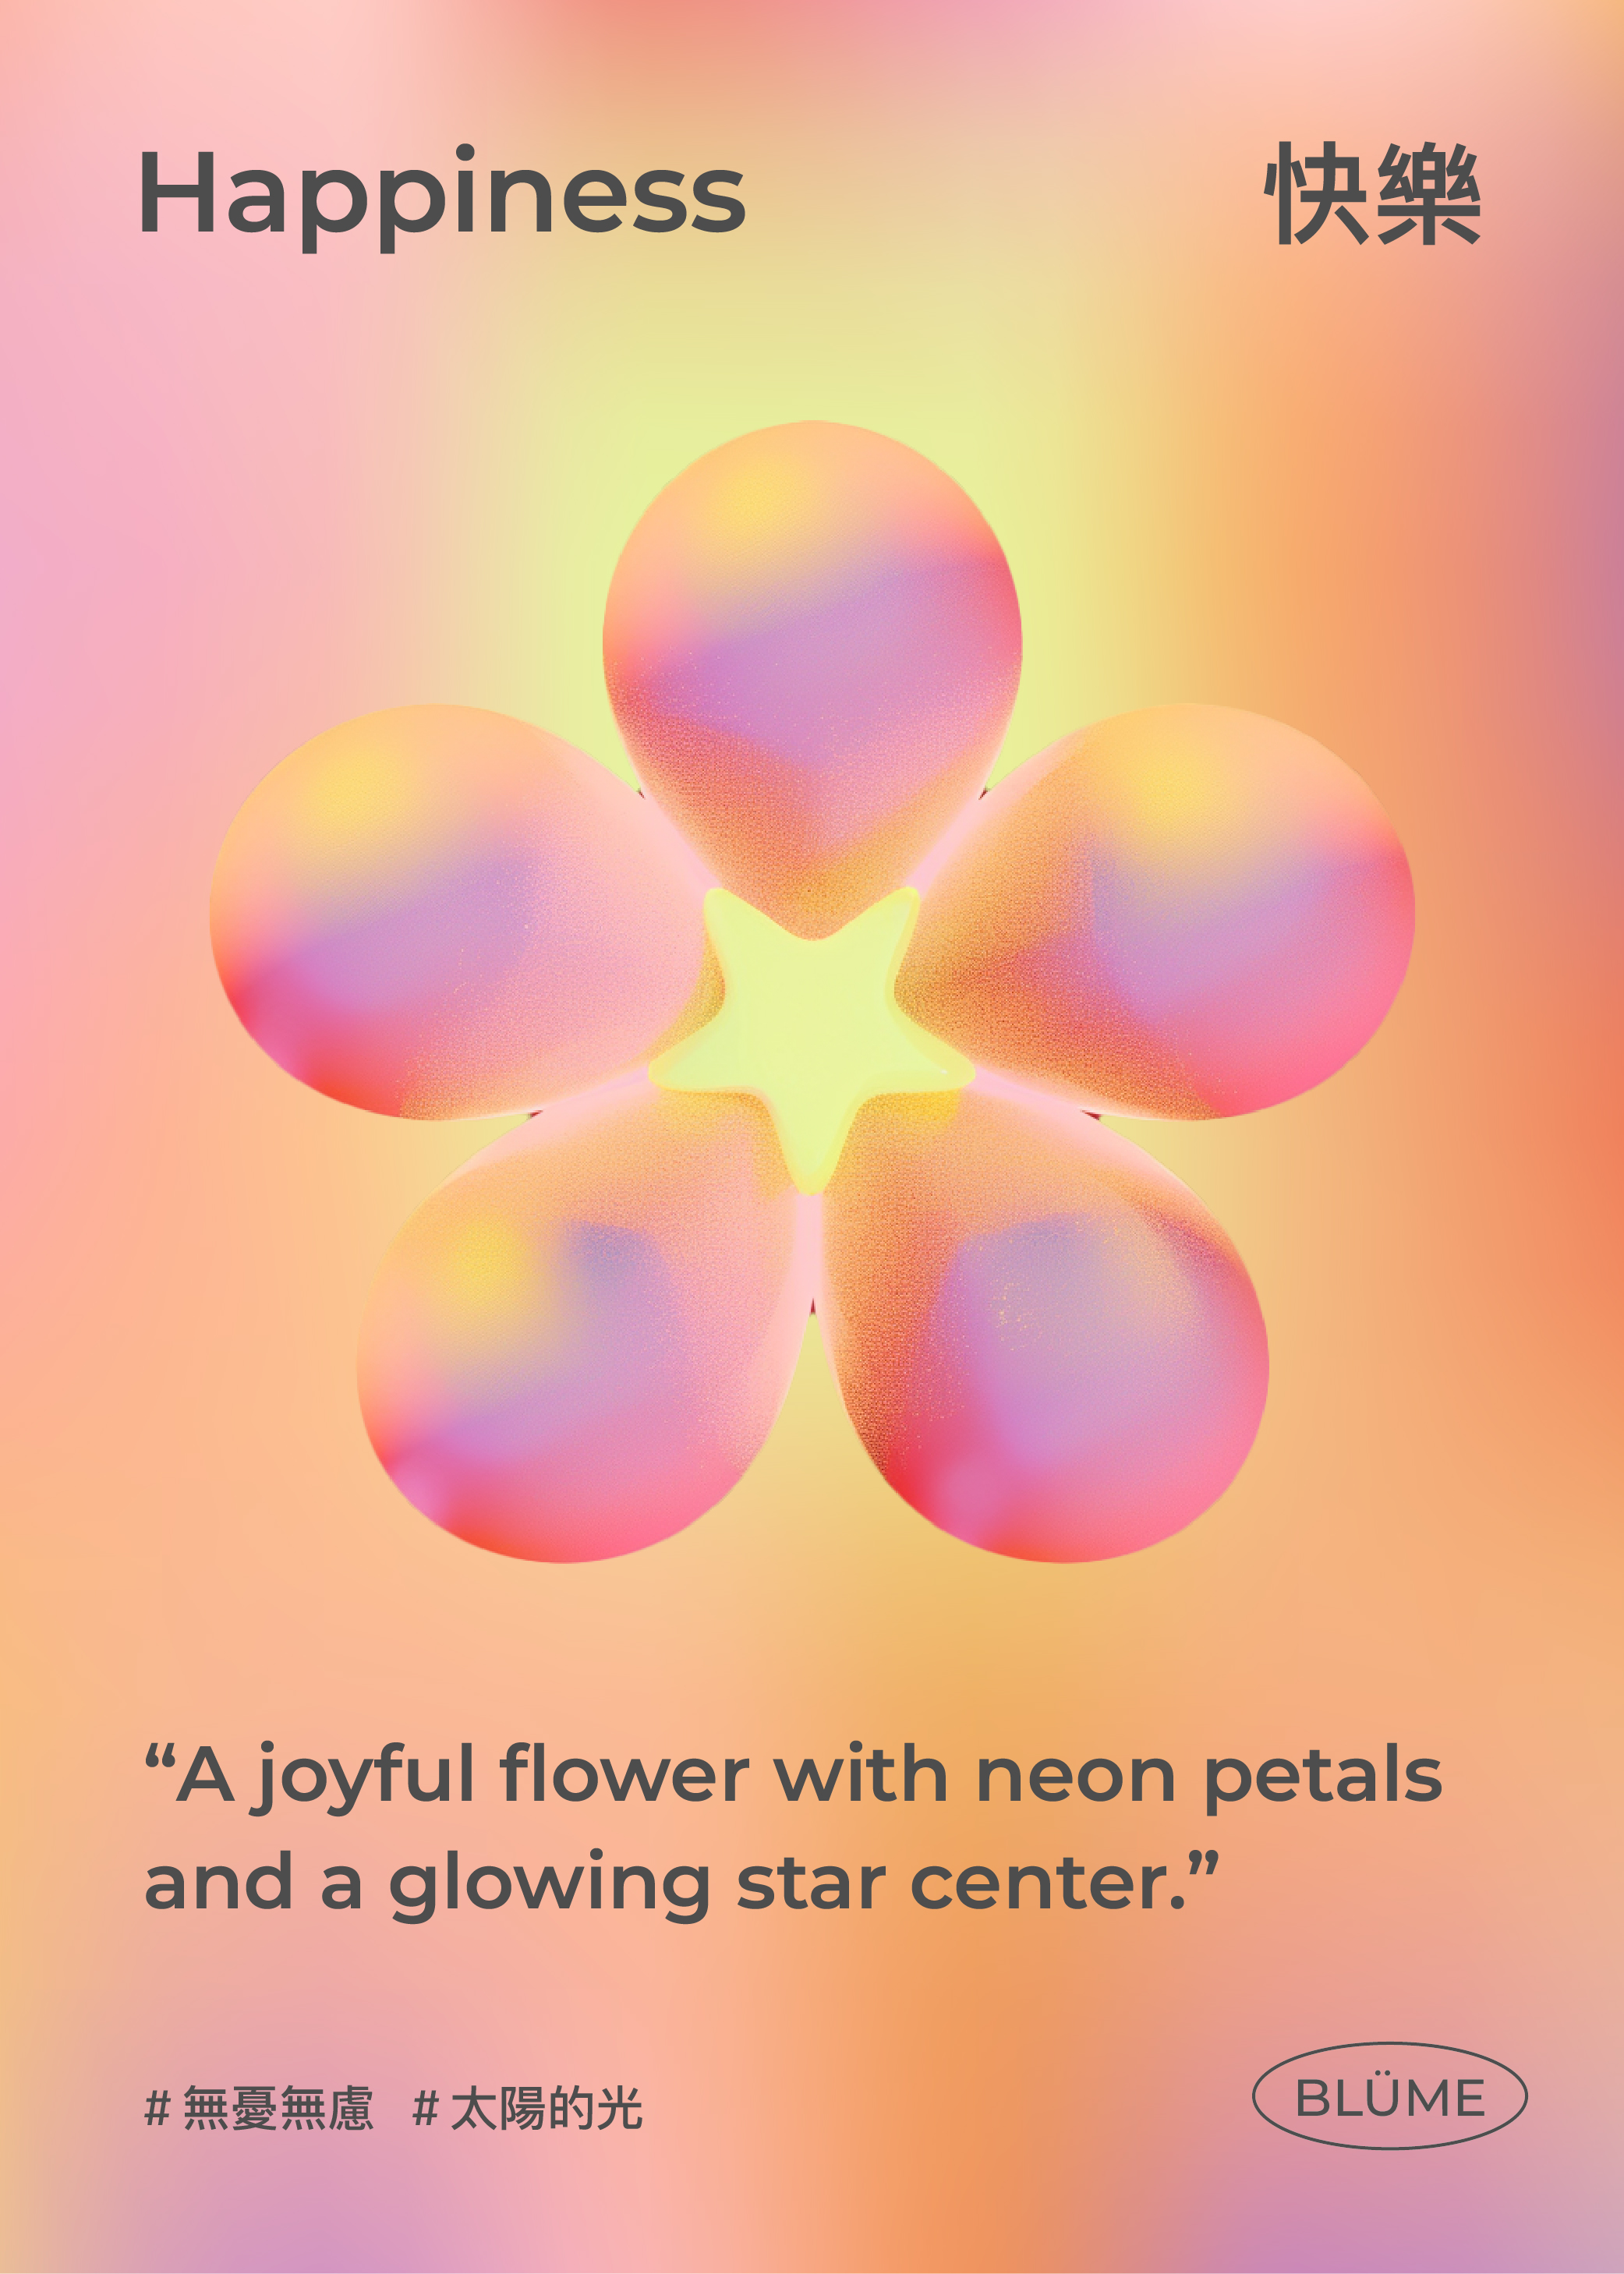 Happiness
快樂
“A joyful flower with neon petals
and a glowing star center.”
# 無憂無慮 # 太陽的光
BLÜME